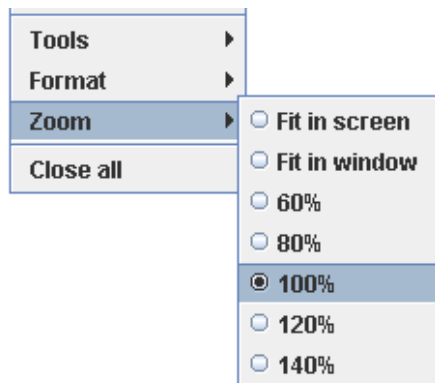 Tools
Format
Zoom
Close all
Fit in screen
Fit in window
60%
80%
100%
120%
140%